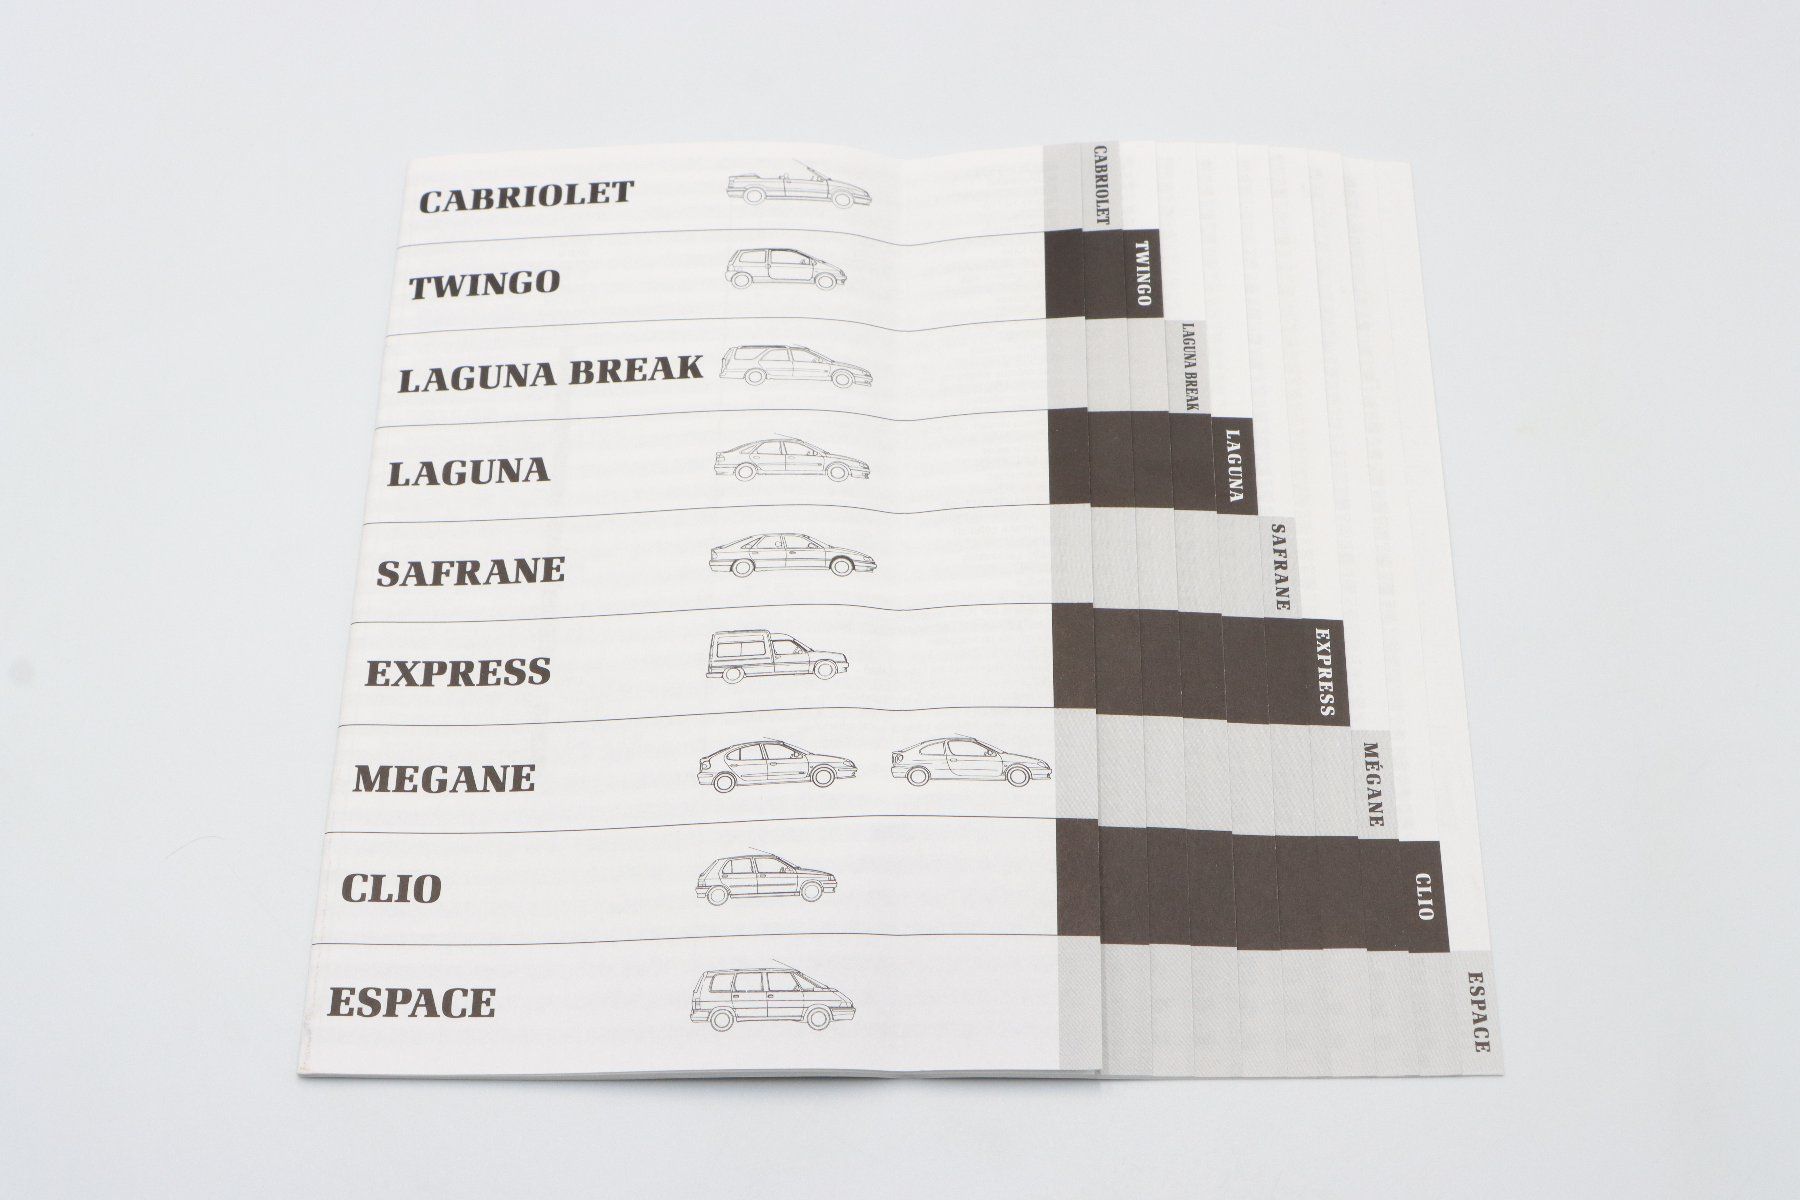 CABRIOLET
CABRIOLET
TWINGO
TWINGO
LAGUNA BREAK
LAGUNA BREAK
LAGUNA
LAGUNA
SAFRANE
SAFRANE
EXPRESS
EXPRESS
MEGANE
MÉGANE
CLIO
CLIO
ESPACE
ESPACE